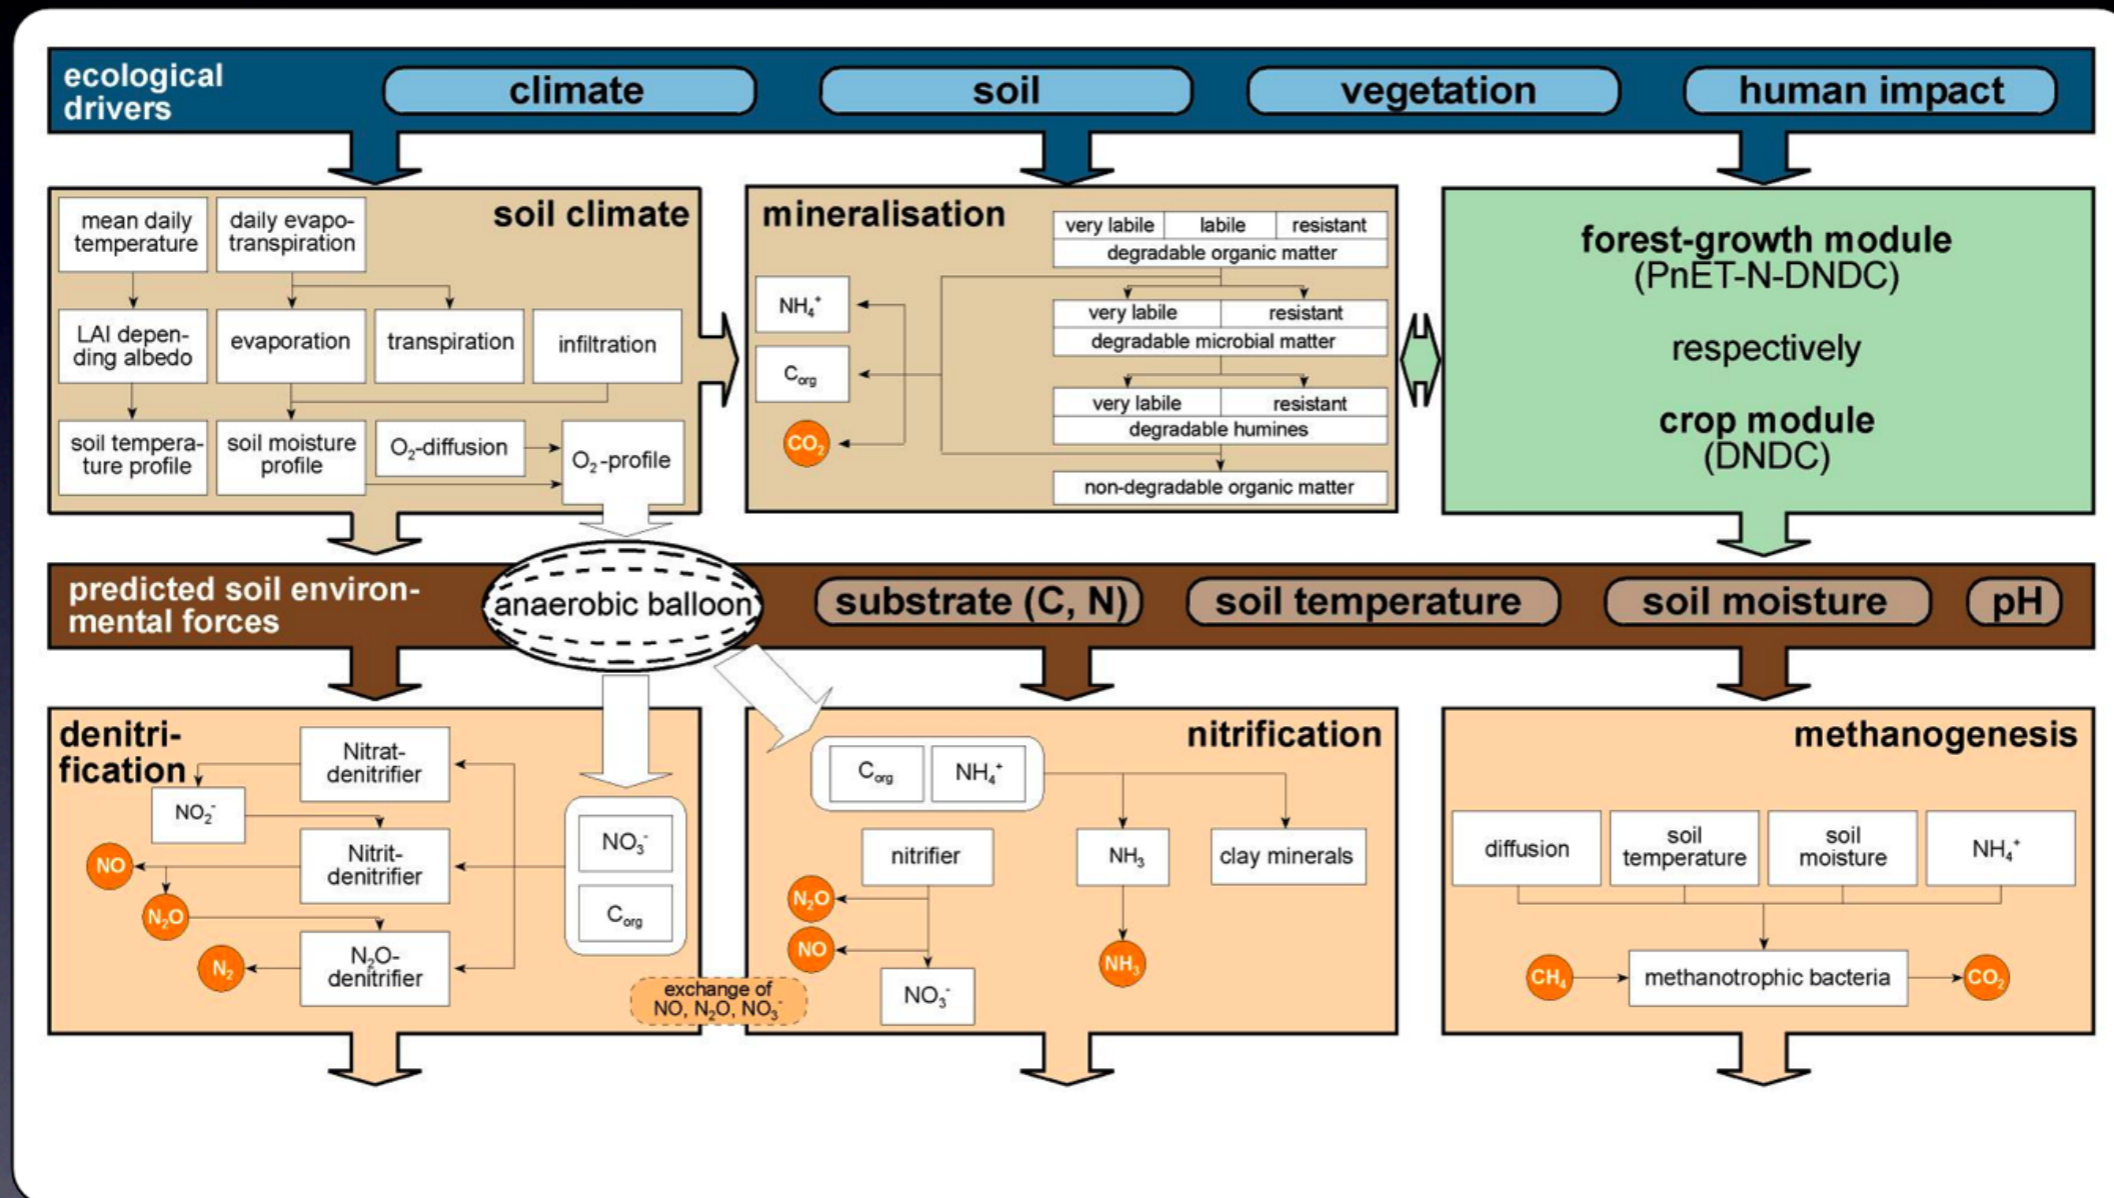 ecological
drivers
climate
soil
vegetation
human impact
soil climate
mean daily
temperature
daily evapo-
transpiration
LAI depen-
ding albedo
evaporation
transpiration
infiltration
soil tempera-
ture profile
soil moisture
profile
O₂-diffusion
O₂-profile
mineralisation
very labile
labile
resistant
degradable organic matter
NH₄⁺
very labile
resistant
degradable microbial matter
C_org
very labile
resistant
degradable humines
CO₂
non-degradable organic matter
forest-growth module
(PnET-N-DNDC)
respectively
crop module
(DNDC)
predicted soil environ-
mental forces
anaerobic balloon
substrate (C, N)
soil temperature
soil moisture
pH
denitri-
fication
Nitrat-
denitrifier
NO₂⁻
Nitrit-
denitrifier
NO
N₂O
N₂O-
denitrifier
N₂
NO₃⁻
C_org
exchange of
NO, N₂O, NO₃⁻
nitrification
C_org
NH₄⁺
nitrifier
NH₃
clay minerals
N₂O
NO
NH₃
NO₃⁻
methanogenesis
diffusion
soil
temperature
soil
moisture
NH₄⁺
CH₄
methanotrophic bacteria
CO₂